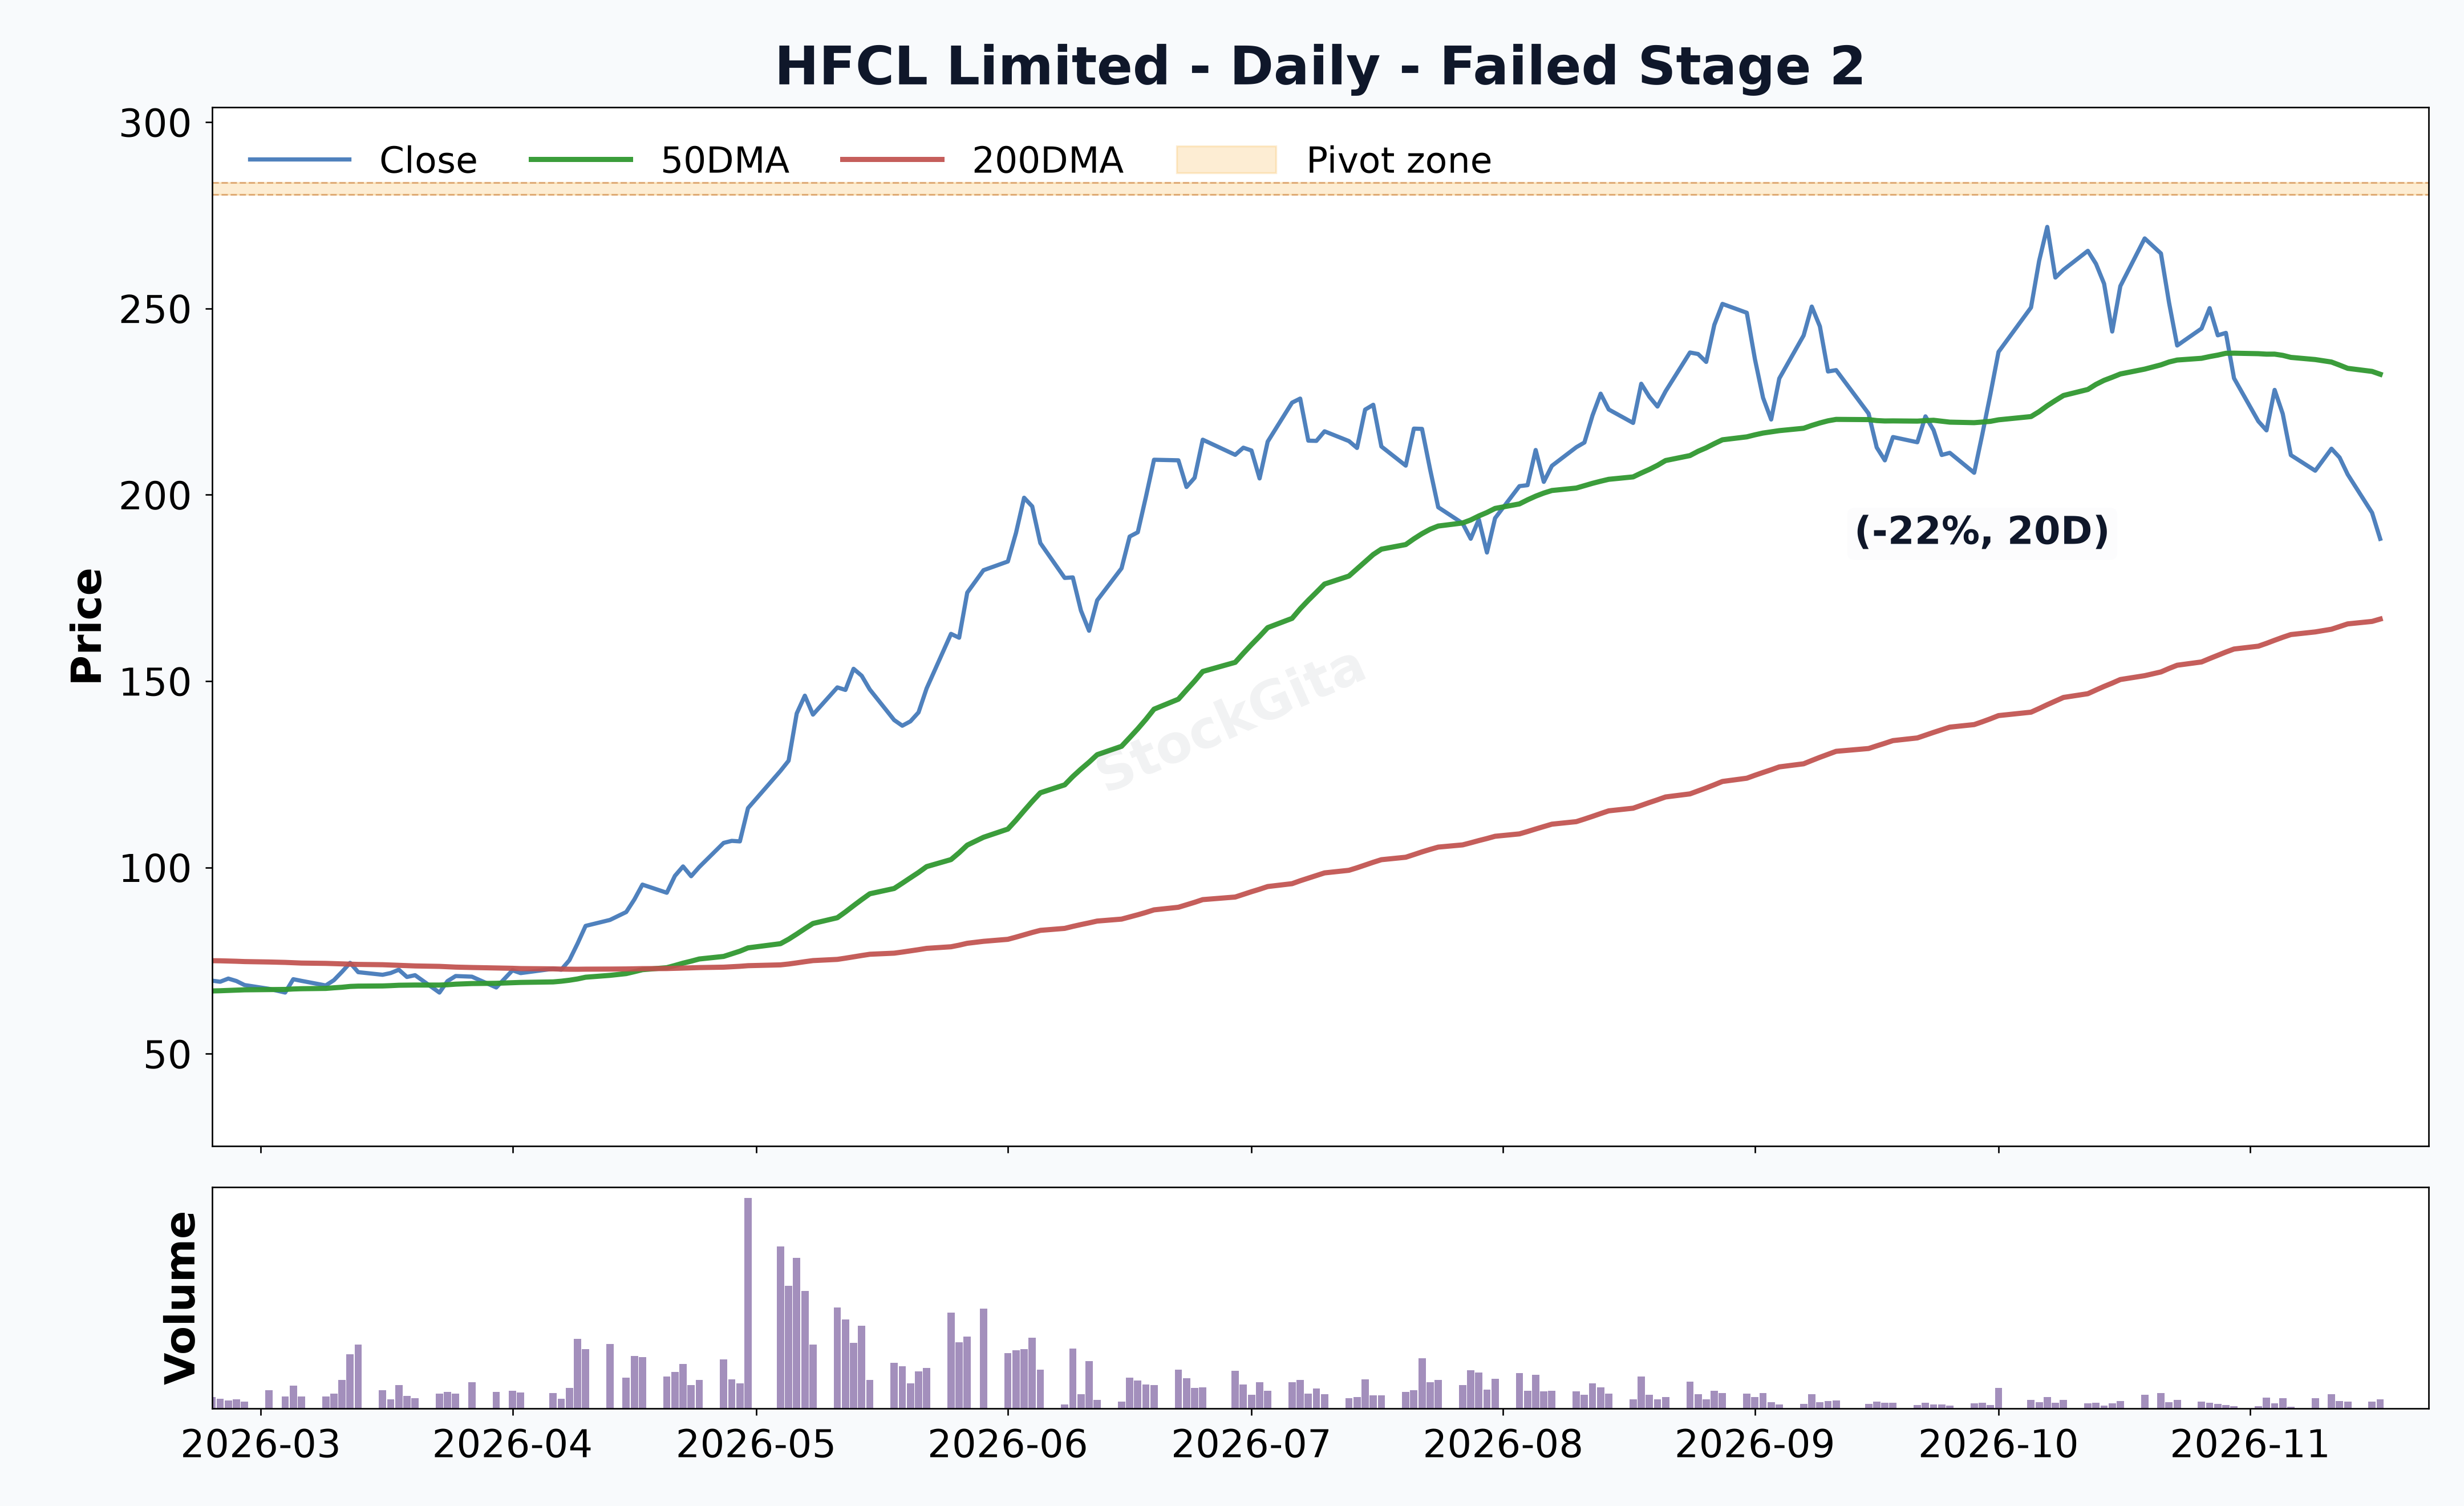 HFCL Limited - Daily - Failed Stage 2
300
Close 50DMA 200DMA Pivot zone
250
200
(-22%, 20D)
Price
150
StockGita
100
50
Volume
2026-03 2026-04 2026-05 2026-06 2026-07 2026-08 2026-09 2026-10 2026-11